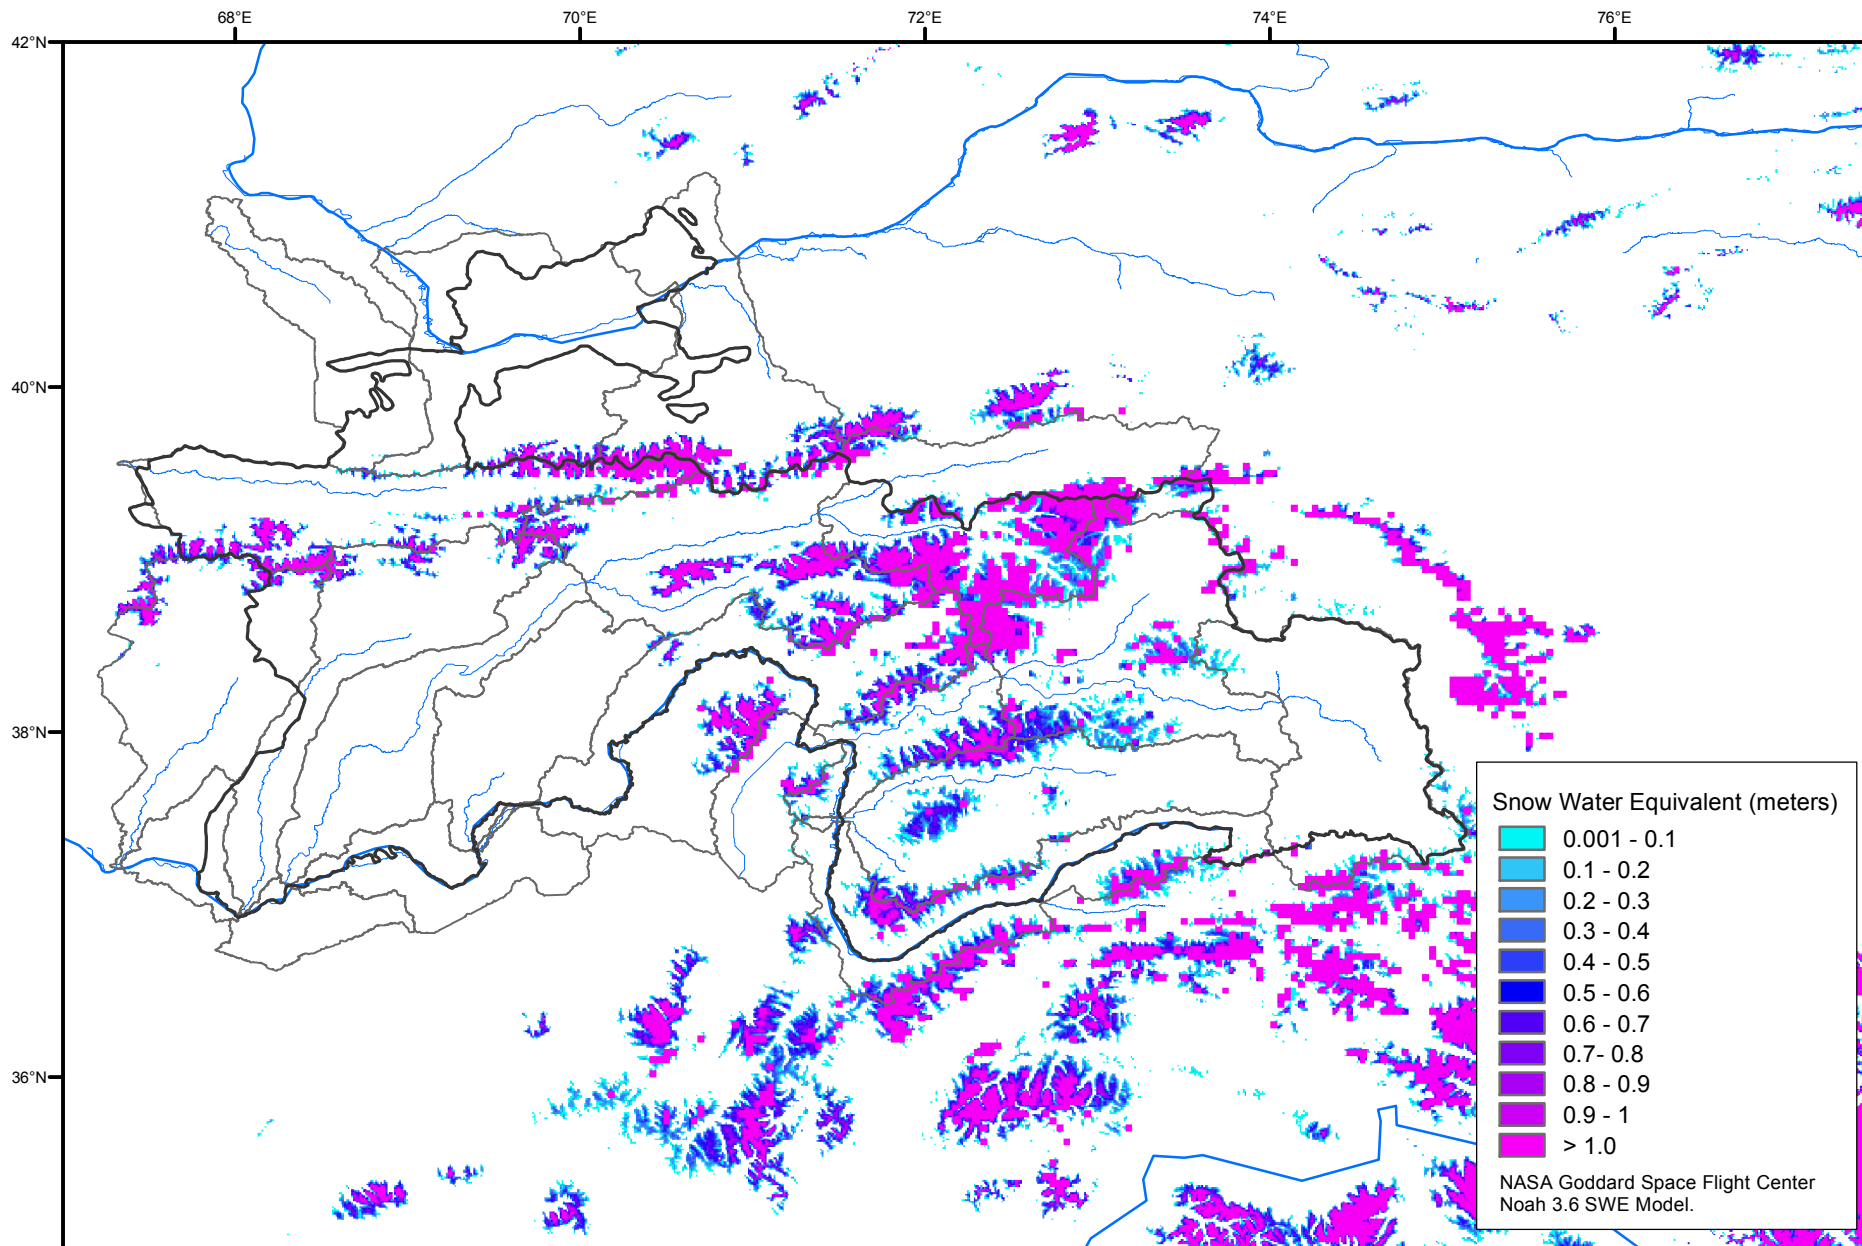 68°E
70°E
72°E
74°E
76°E
42°N
40°N
38°N
36°N
Snow Water Equivalent (meters)
0.001 - 0.1
0.1 - 0.2
0.2 - 0.3
0.3 - 0.4
0.4 - 0.5
0.5 - 0.6
0.6 - 0.7
0.7- 0.8
0.8 - 0.9
0.9 - 1
> 1.0
NASA Goddard Space Flight Center
Noah 3.6 SWE Model.